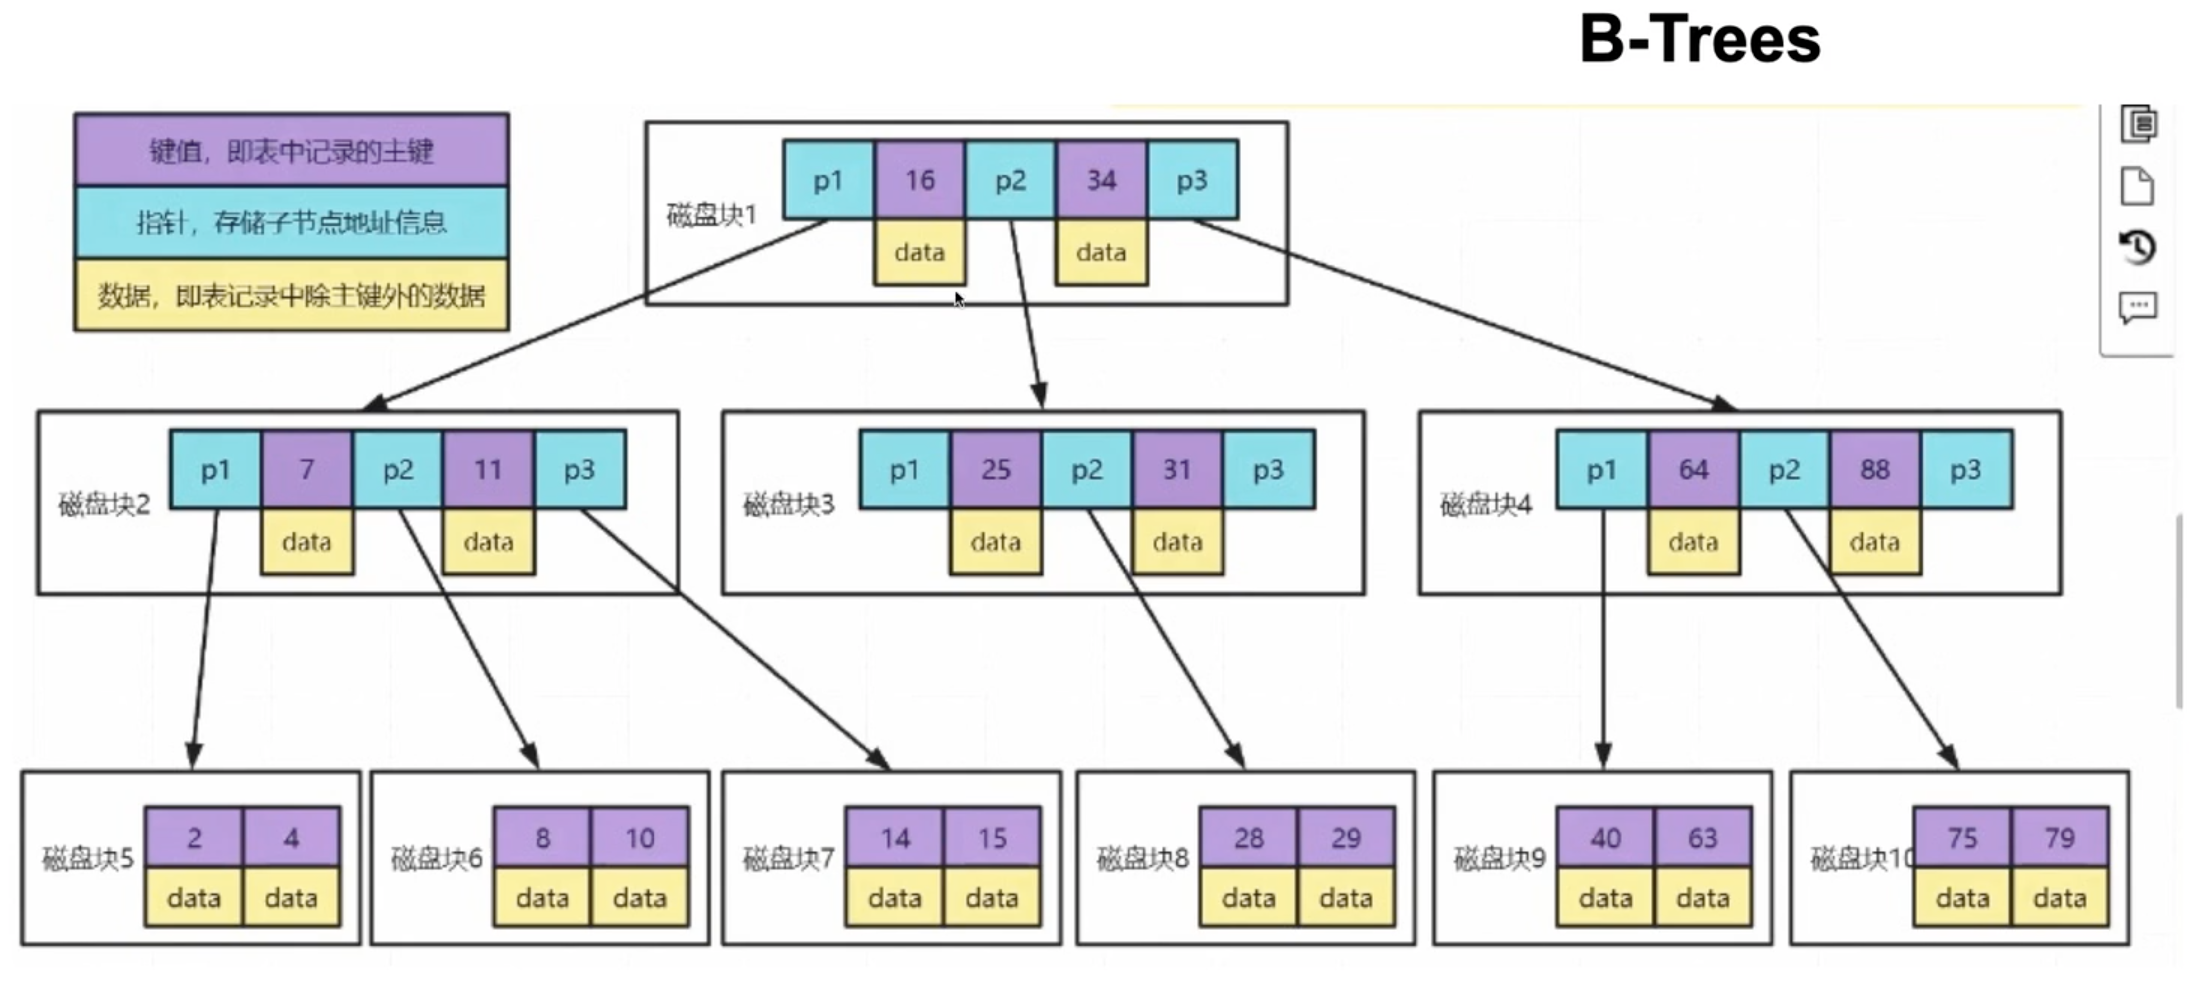 B-Trees
键值，即表中记录的主键
指针，存储子节点地址信息
数据，即表记录中除主键外的数据
磁盘块1
p1 16 p2 34 p3
data data
磁盘块2
p1 7 p2 11 p3
data data
磁盘块3
p1 25 p2 31 p3
data data
磁盘块4
p1 64 p2 88 p3
data data
磁盘块5
2 4
data data
磁盘块6
8 10
data data
磁盘块7
14 15
data data
磁盘块8
28 29
data data
磁盘块9
40 63
data data
磁盘块10
75 79
data data